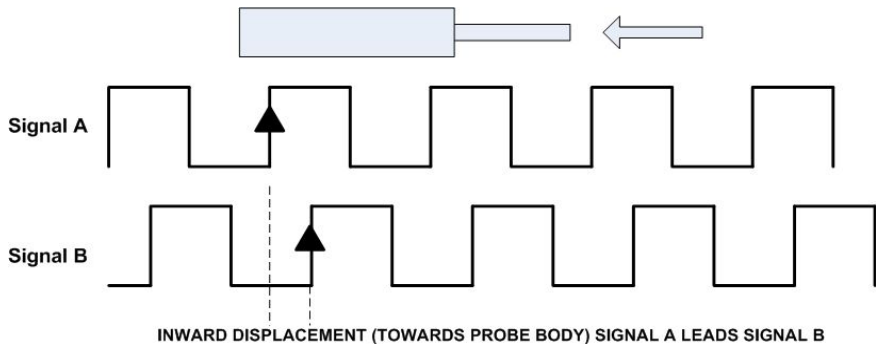 Signal A
Signal B
INWARD DISPLACEMENT (TOWARDS PROBE BODY) SIGNAL A LEADS SIGNAL B